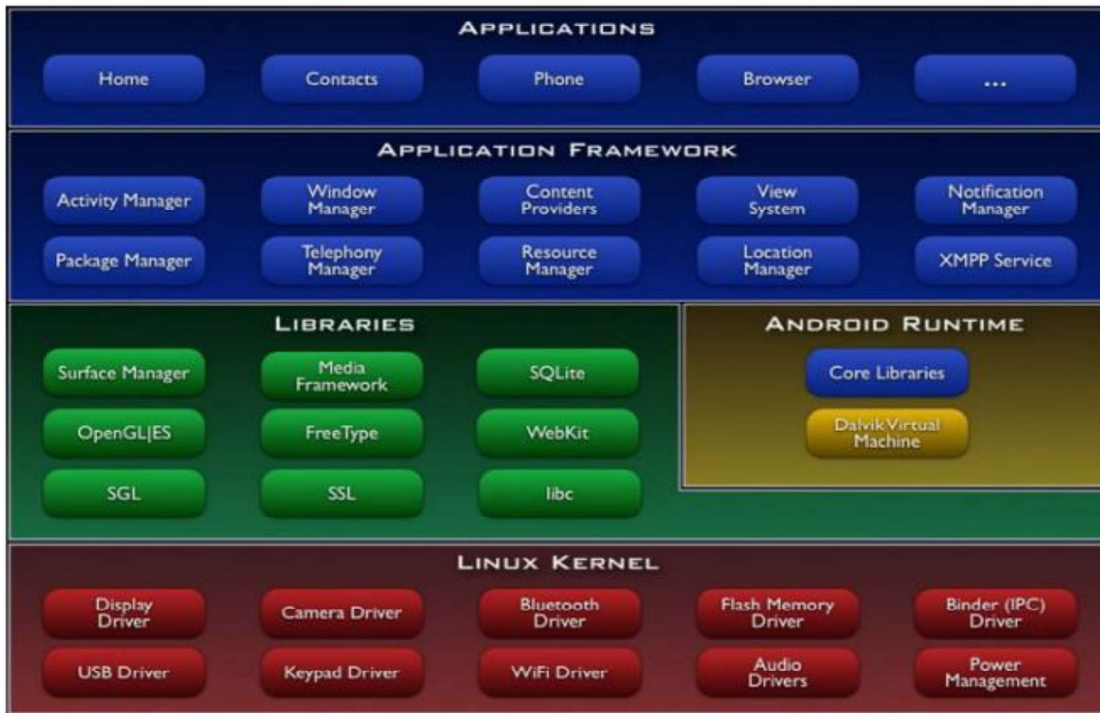 APPLICATIONS
Home
Contacts
Phone
Browser
...
APPLICATION FRAMEWORK
Activity Manager
Window
Manager
Content
Providers
View
System
Notification
Manager
Package Manager
Telephony
Manager
Resource
Manager
Location
Manager
XMPP Service
LIBRARIES
Surface Manager
Media
Framework
SQLite
OpenGL|ES
FreeType
WebKit
SGL
SSL
libc
ANDROID RUNTIME
Core Libraries
Dalvik Virtual
Machine
LINUX KERNEL
Display
Driver
Camera Driver
Bluetooth
Driver
Flash Memory
Driver
Binder (IPC)
Driver
USB Driver
Keypad Driver
WiFi Driver
Audio
Drivers
Power
Management